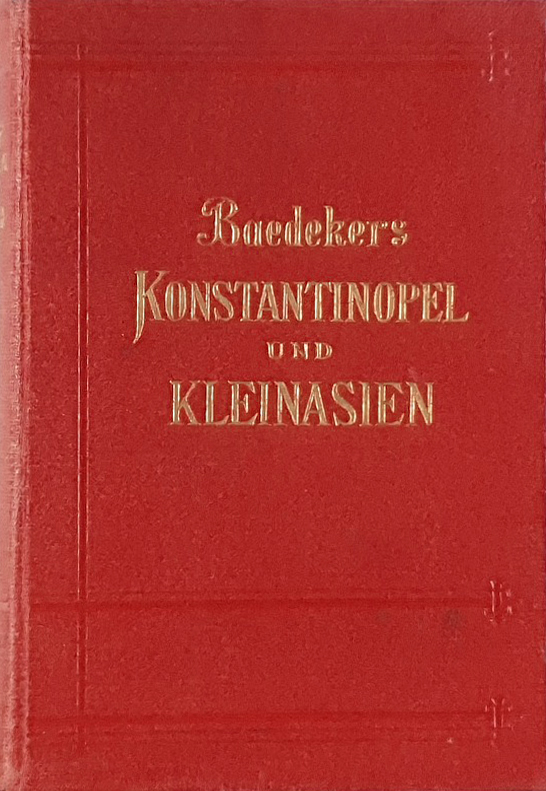 Baedekers
KONSTANTINOPEL
UND
KLEINASIEN